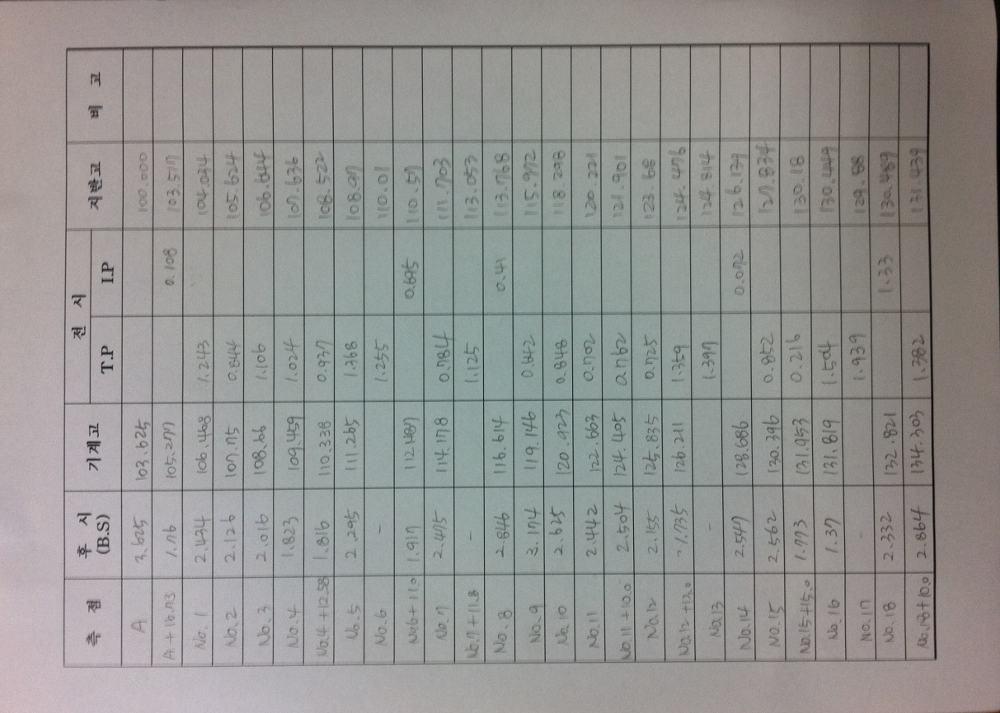 측 점 후 시 (B.S) 기계고 전 시 T.P I.P 지반고 비 고
A 3.625 103.625 100.000
A+16.73 1.76 105.277 0.108 103.517
No.1 2.434 106.468 1.243 104.034
No.2 2.126 107.75 0.844 105.624
No.3 2.016 108.66 1.106 106.644
No.4 1.823 109.459 1.024 107.636
No.4+12.58 1.816 110.338 0.937 108.522
No.5 2.295 111.265 1.368 108.97
No.6 - 1.255 110.01
No.6+11.0 1.917 112.487 0.695 110.57
No.7 2.475 114.178 0.784 111.703
No.7+11.8 - 1.125 113.053
No.8 2.846 116.614 0.41 113.768
No.9 3.174 119.146 0.642 115.972
No.10 2.625 120.923 0.848 118.298
No.11 2.442 122.663 0.702 120.221
No.11+10.0 2.504 124.405 0.762 121.901
No.12 2.155 125.835 0.725 123.68
No.12+13.0 1.735 126.211 1.359 124.476
No.13 - 1.397 124.814
No.14 2.547 128.686 0.072 126.139
No.15 2.562 130.396 0.852 127.834
No.15+15.0 1.773 131.953 0.216 130.18
No.16 1.37 131.819 1.504 130.449
No.17 - 1.939 129.88
No.18 2.332 132.821 1.33 130.489
No.18+10.0 2.864 134.303 1.382 131.439